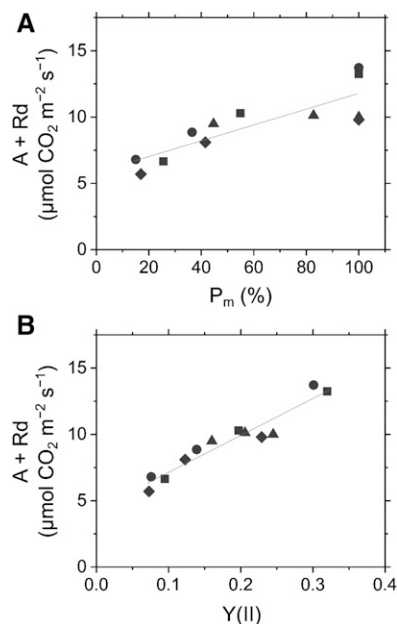 A
15
10
5
0
A + Rd
(μmol CO₂ m⁻² s⁻¹)
0 20 40 60 80 100
Pₘ (%)
B
15
10
5
0
A + Rd
(μmol CO₂ m⁻² s⁻¹)
0.0 0.1 0.2 0.3 0.4
Y(II)